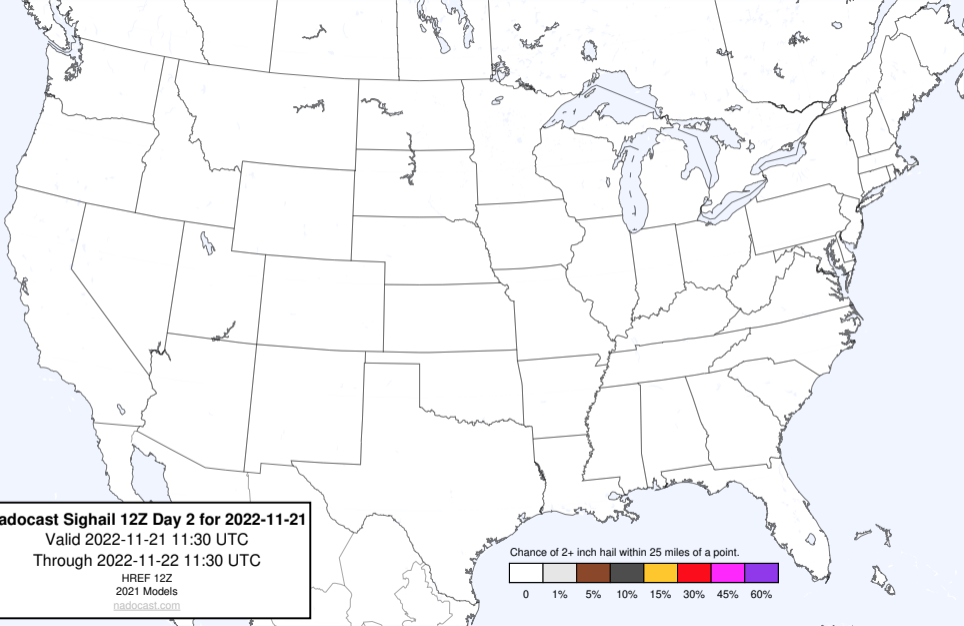 adocast Sighail 12Z Day 2 for 2022-11-21
Valid 2022-11-21 11:30 UTC
Through 2022-11-22 11:30 UTC
HREF 12Z
2021 Models
nadocast.com
Chance of 2+ inch hail within 25 miles of a point.
0 1% 5% 10% 15% 30% 45% 60%